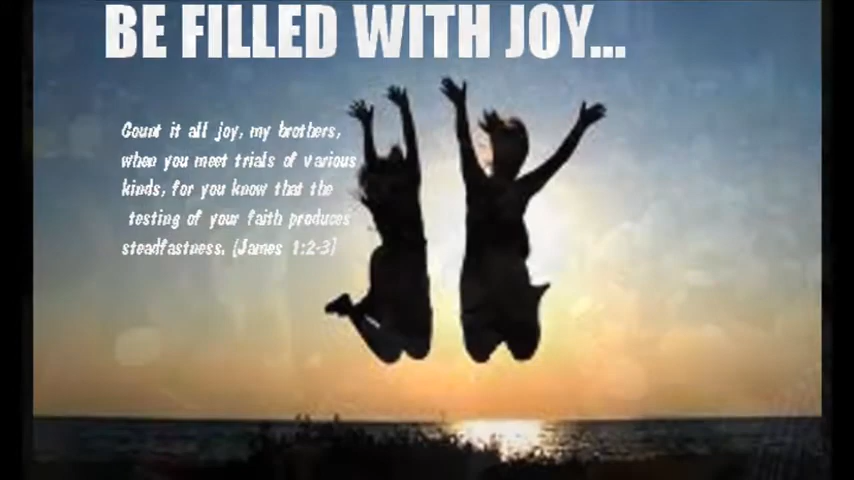 BE FILLED WITH JOY...
Count it all joy, my brothers,
when you meet trials of various
kinds, for you know that the
testing of your faith produces
steadfastness. (James 1:2-3)